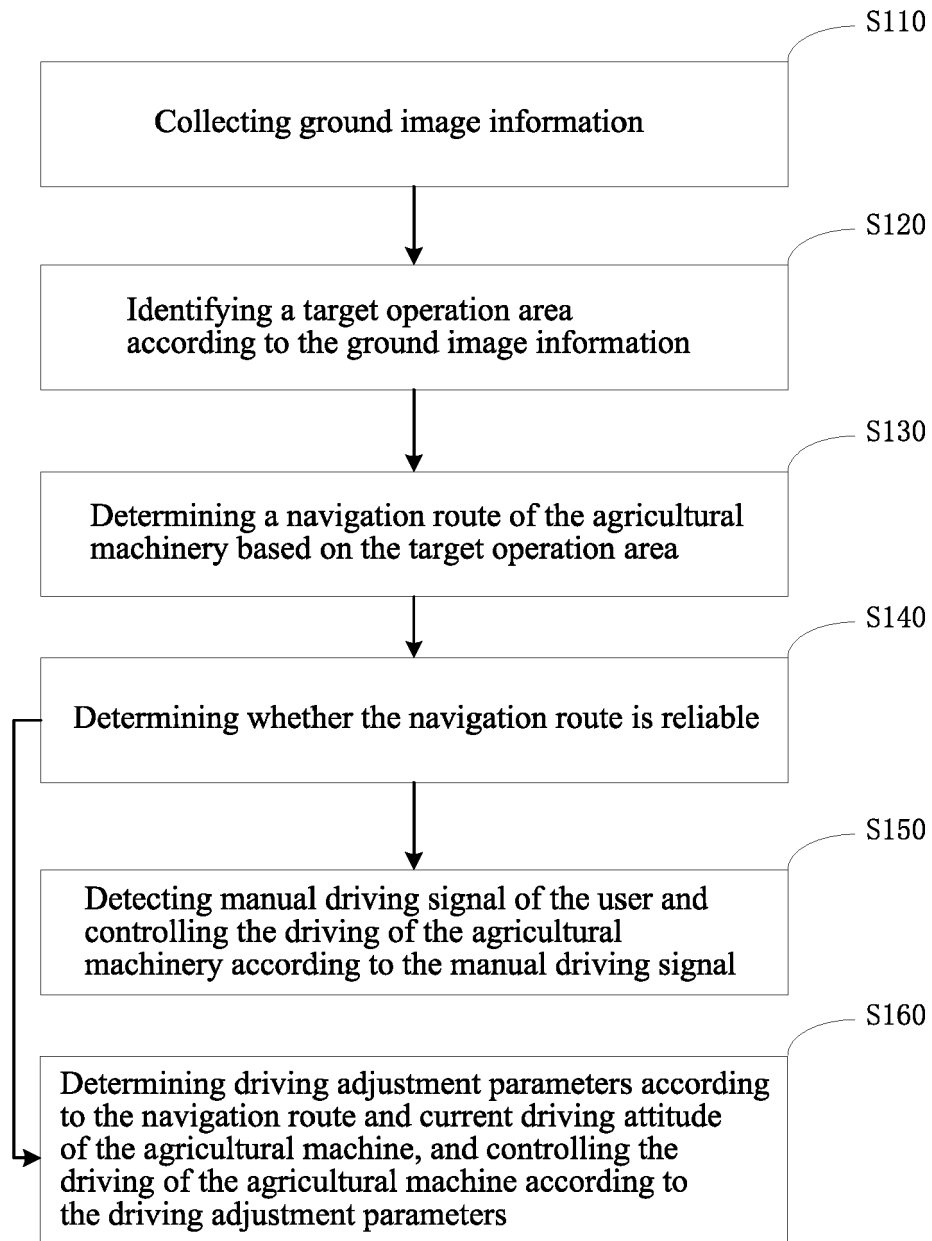 S110
Collecting ground image information
S120
Identifying a target operation area
according to the ground image information
S130
Determining a navigation route of the agricultural
machinery based on the target operation area
S140
Determining whether the navigation route is reliable
S150
Detecting manual driving signal of the user and
controlling the driving of the agricultural
machinery according to the manual driving signal
S160
Determining driving adjustment parameters according
to the navigation route and current driving attitude
of the agricultural machine, and controlling the
driving of the agricultural machine according to
the driving adjustment parameters